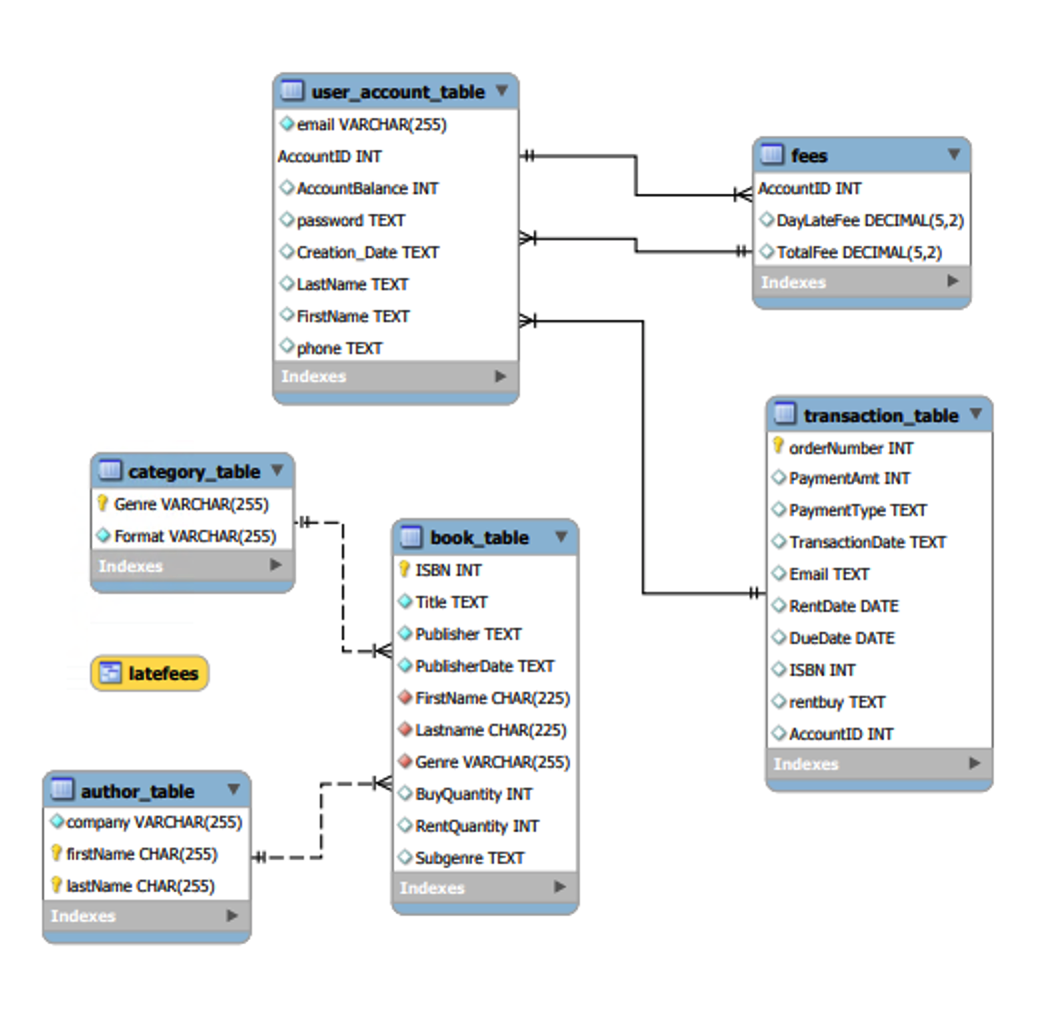 user_account_table
email VARCHAR(255)
AccountID INT
AccountBalance INT
password TEXT
Creation_Date TEXT
LastName TEXT
FirstName TEXT
phone TEXT
Indexes
fees
AccountID INT
DayLateFee DECIMAL(5,2)
TotalFee DECIMAL(5,2)
Indexes
transaction_table
orderNumber INT
PaymentAmt INT
PaymentType TEXT
TransactionDate TEXT
Email TEXT
RentDate DATE
DueDate DATE
ISBN INT
rentbuy TEXT
AccountID INT
Indexes
category_table
Genre VARCHAR(255)
Format VARCHAR(255)
Indexes
book_table
ISBN INT
Title TEXT
Publisher TEXT
PublisherDate TEXT
FirstName CHAR(225)
Lastname CHAR(225)
Genre VARCHAR(255)
BuyQuantity INT
RentQuantity INT
Subgenre TEXT
Indexes
latefees
author_table
company VARCHAR(255)
firstName CHAR(255)
lastName CHAR(255)
Indexes